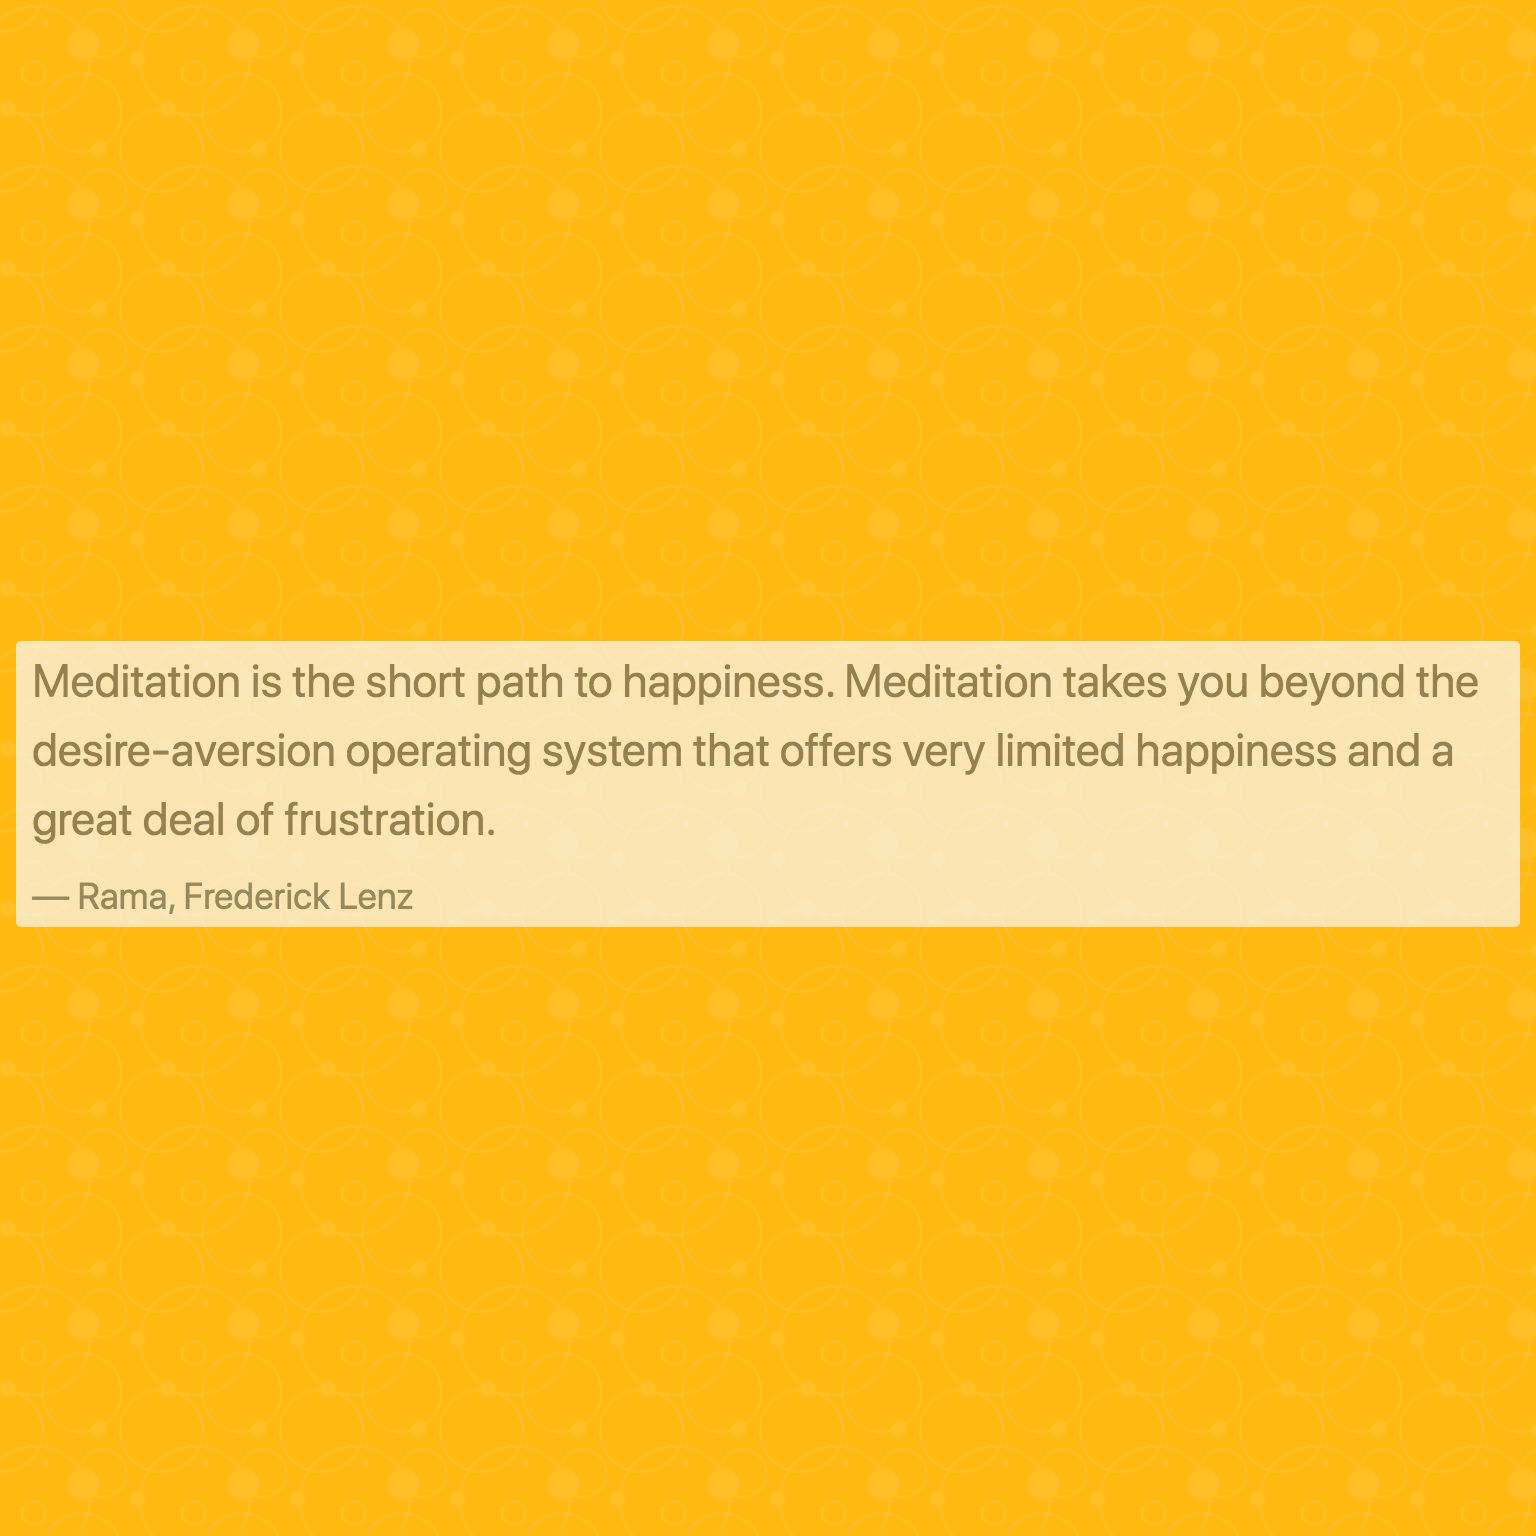 Meditation is the short path to happiness. Meditation takes you beyond the
desire-aversion operating system that offers very limited happiness and a
great deal of frustration.
— Rama, Frederick Lenz